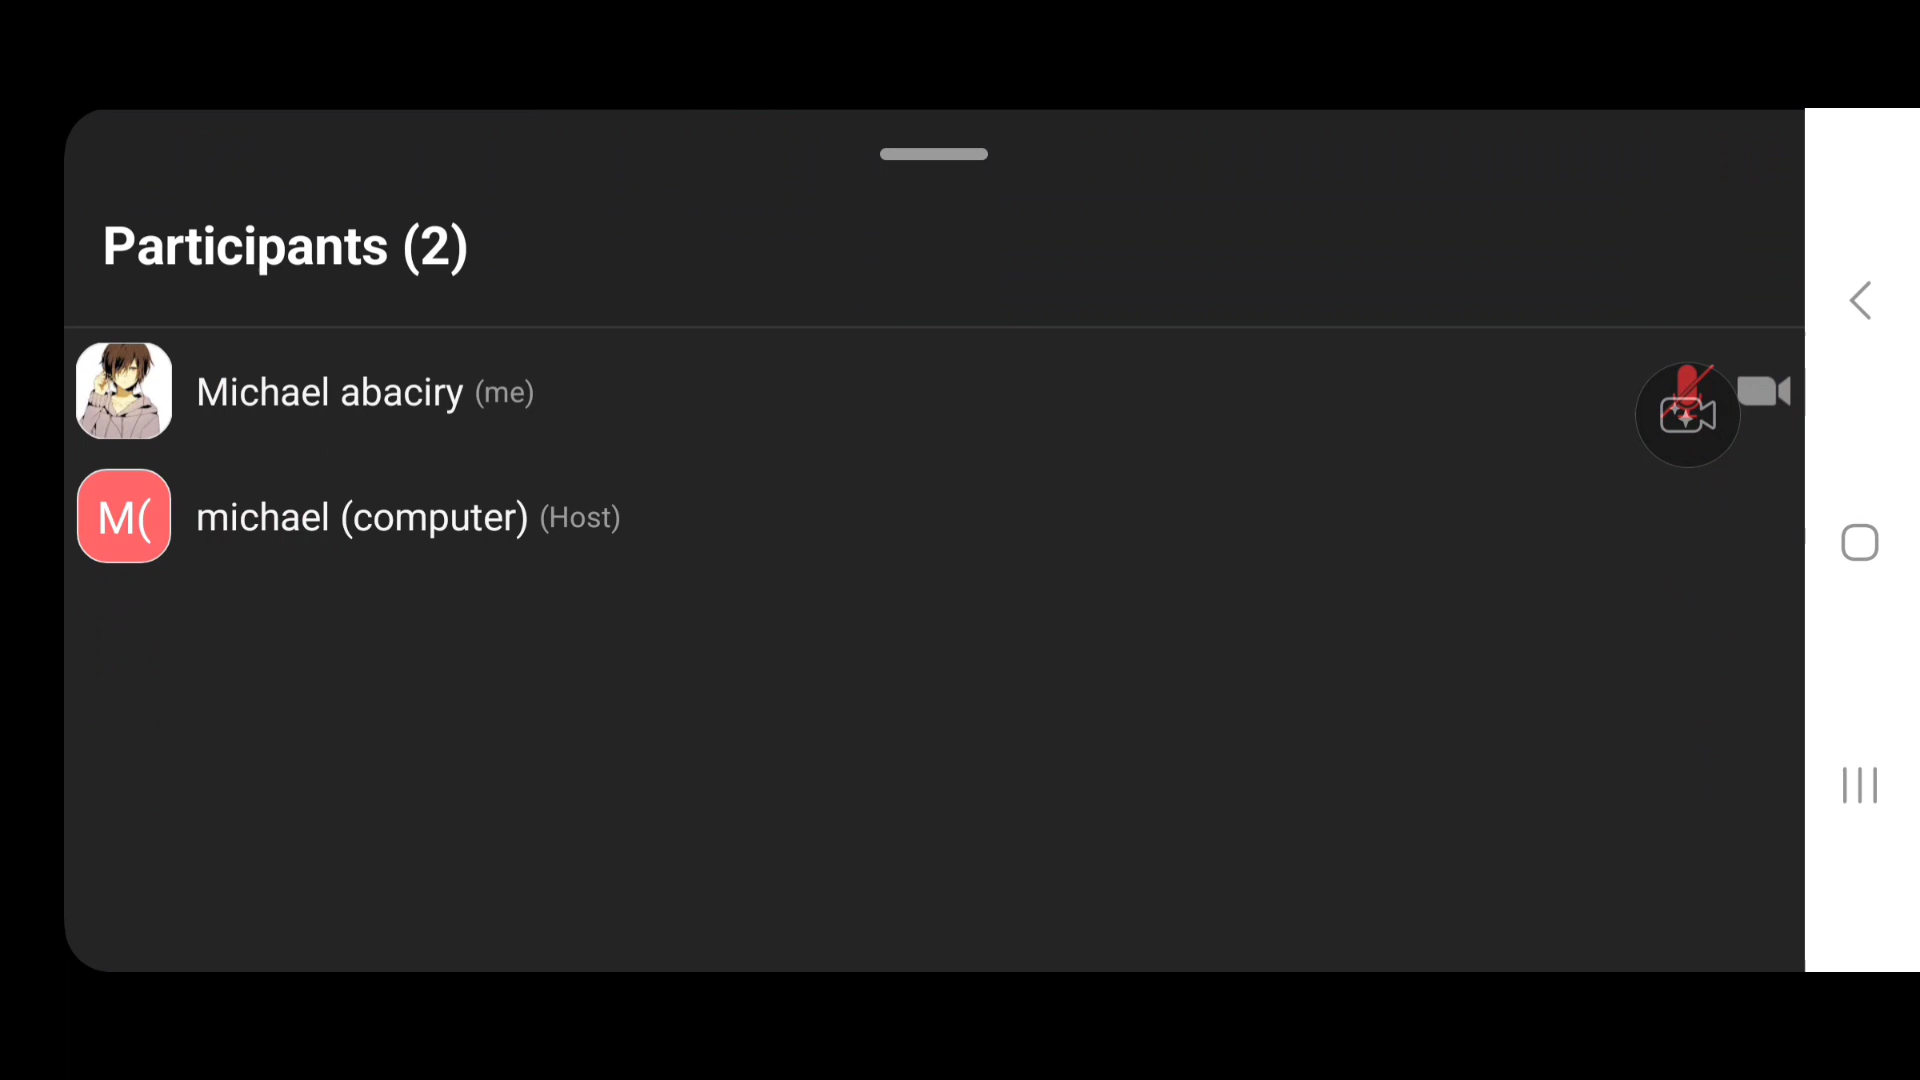 Participants (2)
Michael abaciry (me)
M( michael (computer) (Host)